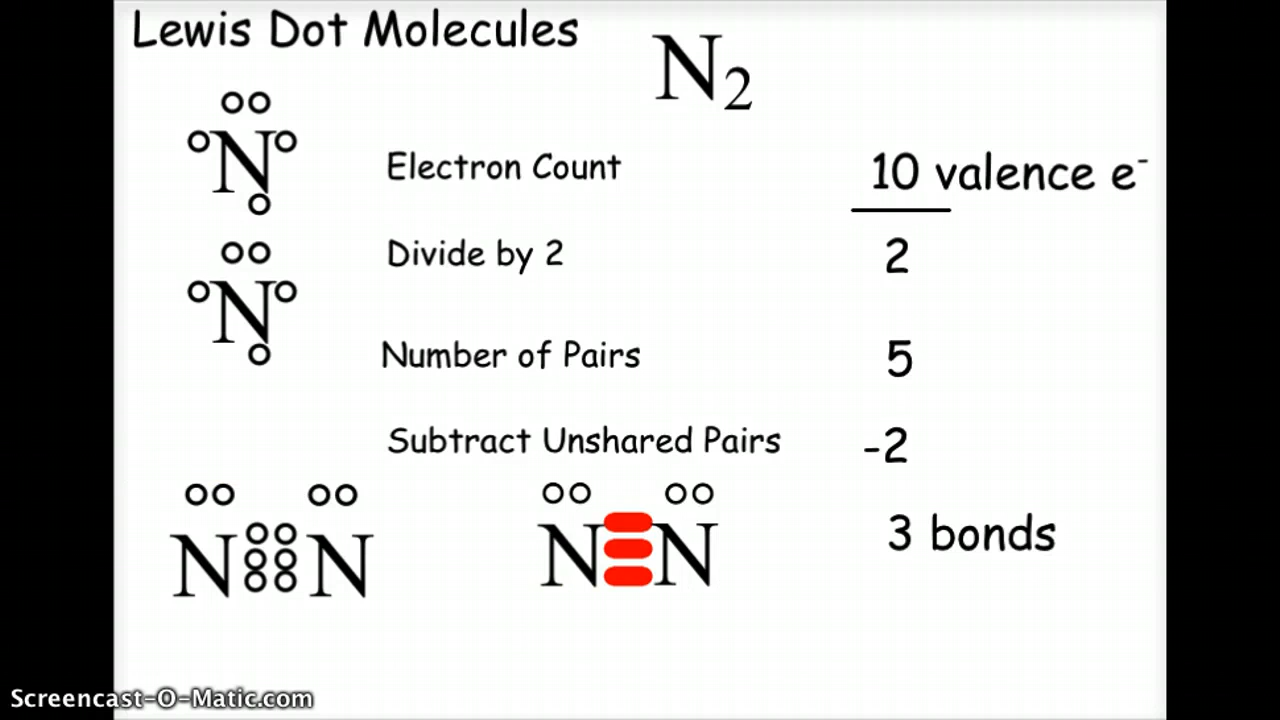 Lewis Dot Molecules
N₂
N
Electron Count
10 valence e⁻
N
Divide by 2
2
Number of Pairs
5
Subtract Unshared Pairs
-2
N N
N≡N
3 bonds
Screencast-O-Matic.com